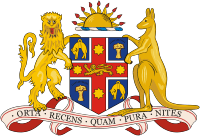 ORTA · RECENS · QUAM · PURA · NITES